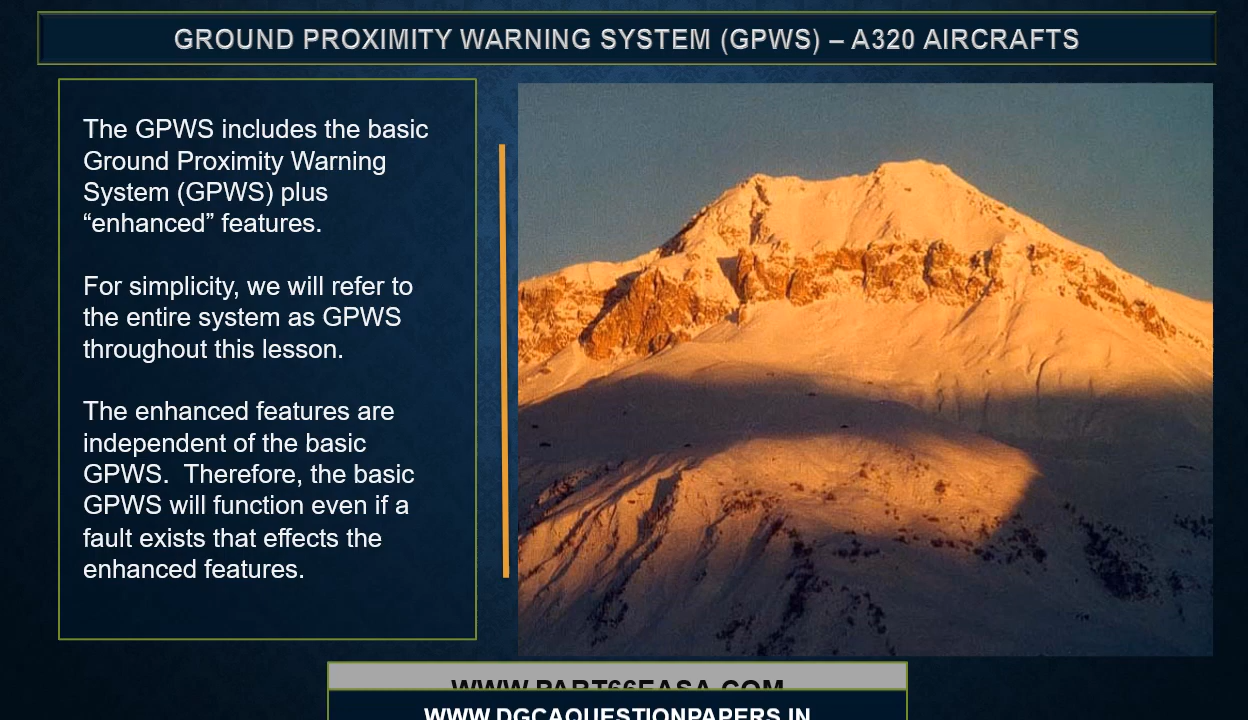 GROUND PROXIMITY WARNING SYSTEM (GPWS) – A320 AIRCRAFTS
The GPWS includes the basic
Ground Proximity Warning
System (GPWS) plus
“enhanced” features.
For simplicity, we will refer to
the entire system as GPWS
throughout this lesson.
The enhanced features are
independent of the basic
GPWS.  Therefore, the basic
GPWS will function even if a
fault exists that effects the
enhanced features.
WWW.PART66EASA.COM
WWW.DGCAQUESTIONPAPERS.IN